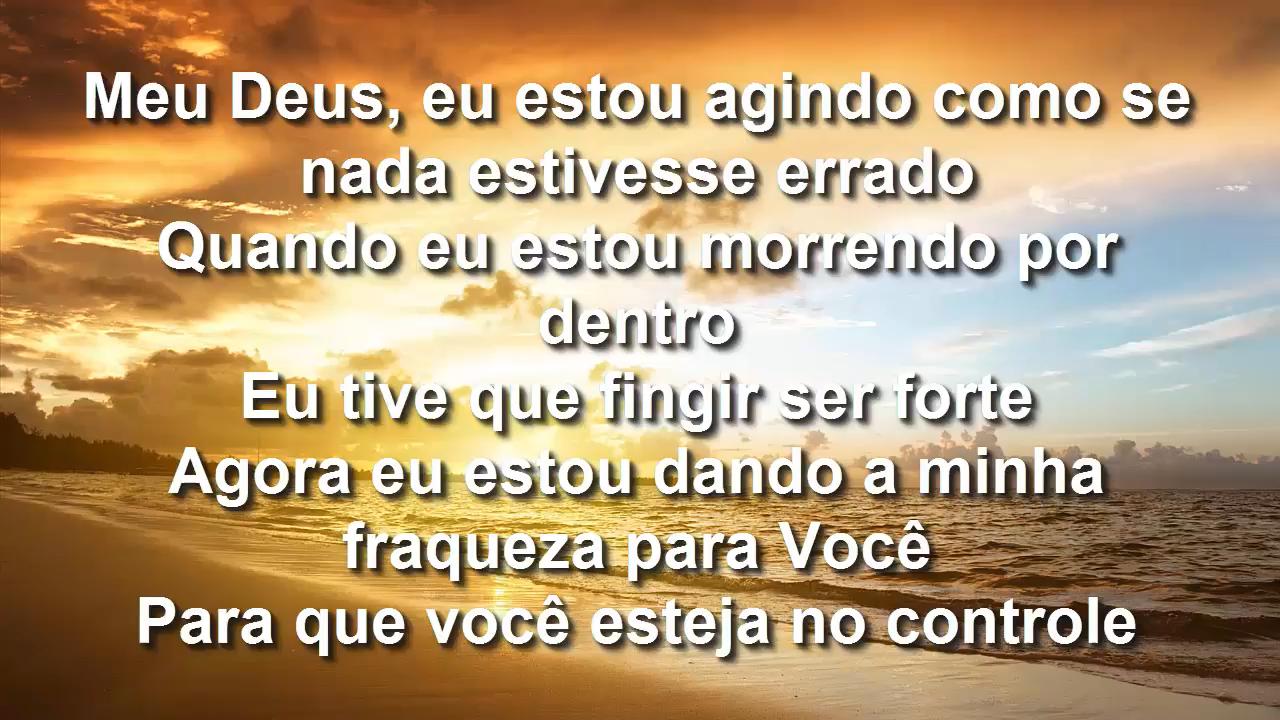 Meu Deus, eu estou agindo como se
nada estivesse errado
Quando eu estou morrendo por
dentro
Eu tive que fingir ser forte
Agora eu estou dando a minha
fraqueza para Você
Para que você esteja no controle